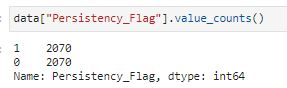 data["Persistency_Flag"].value_counts()
1    2070
0    2070
Name: Persistency_Flag, dtype: int64